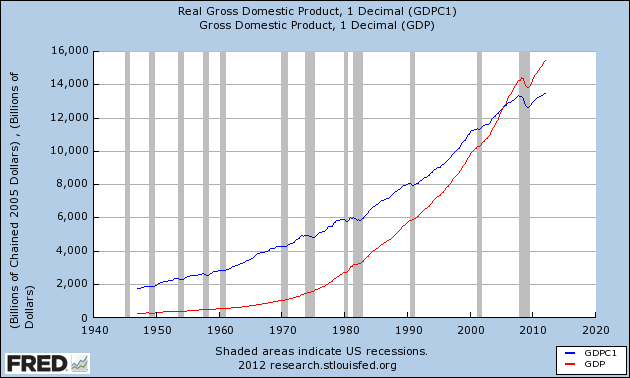 Real Gross Domestic Product, 1 Decimal (GDPC1)
Gross Domestic Product, 1 Decimal (GDP)
(Billions of Chained 2005 Dollars) , (Billions of
Dollars)
16,000
14,000
12,000
10,000
8,000
6,000
4,000
2,000
0
1940 1950 1960 1970 1980 1990 2000 2010 2020
Shaded areas indicate US recessions.
2012 research.stlouisfed.org
FRED
GDPC1
GDP